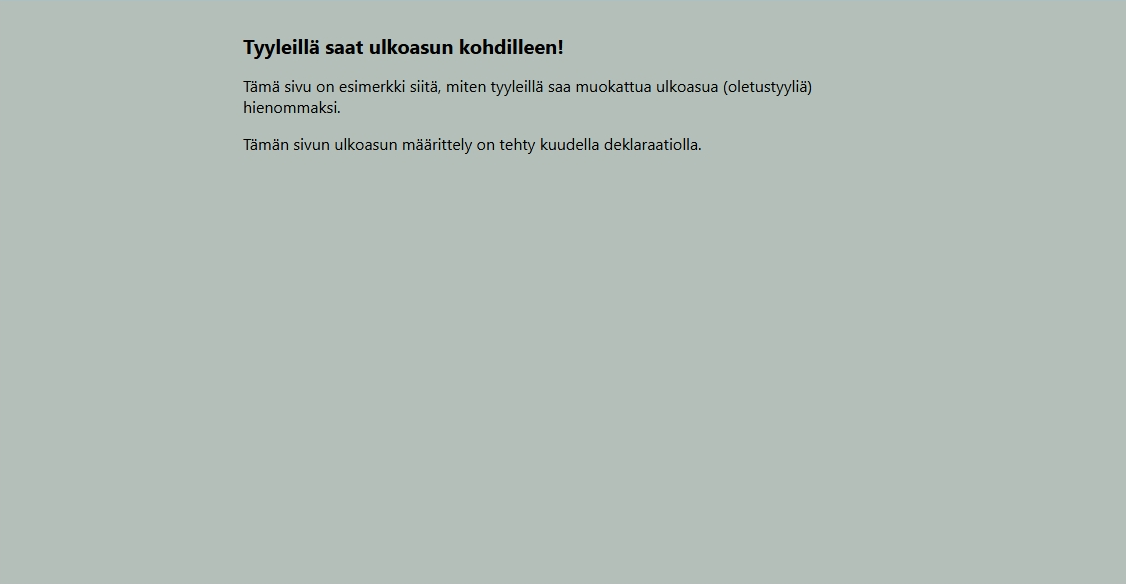 Tyyleillä saat ulkoasun kohdilleen!
Tämä sivu on esimerkki siitä, miten tyyleillä saa muokattua ulkoasua (oletustyyliä)
hienommaksi.
Tämän sivun ulkoasun määrittely on tehty kuudella deklaraatiolla.